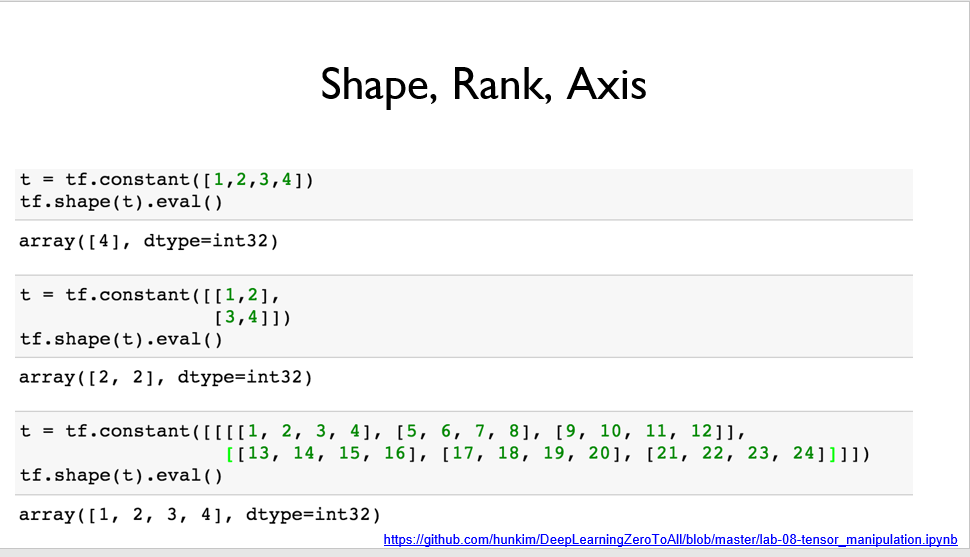 Shape, Rank, Axis
t = tf.constant([1,2,3,4])
tf.shape(t).eval()
array([4], dtype=int32)
t = tf.constant([[1,2],
[3,4]])
tf.shape(t).eval()
array([2, 2], dtype=int32)
t = tf.constant([[[[1, 2, 3, 4], [5, 6, 7, 8], [9, 10, 11, 12]],
[[13, 14, 15, 16], [17, 18, 19, 20], [21, 22, 23, 24]]]])
tf.shape(t).eval()
array([1, 2, 3, 4], dtype=int32)
https://github.com/hunkim/DeepLearningZeroToAll/blob/master/lab-08-tensor_manipulation.ipynb